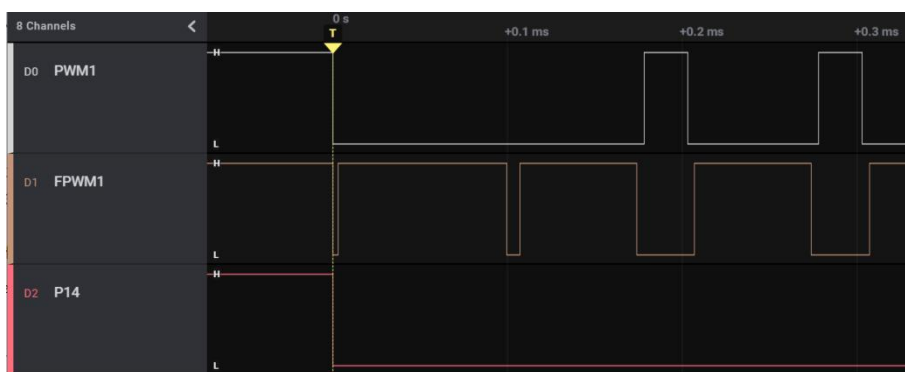 8 Channels
0 s
T
+0.1 ms
+0.2 ms
+0.3 ms
D0 PWM1
H
L
D1 FPWM1
H
L
D2 P14
H
L